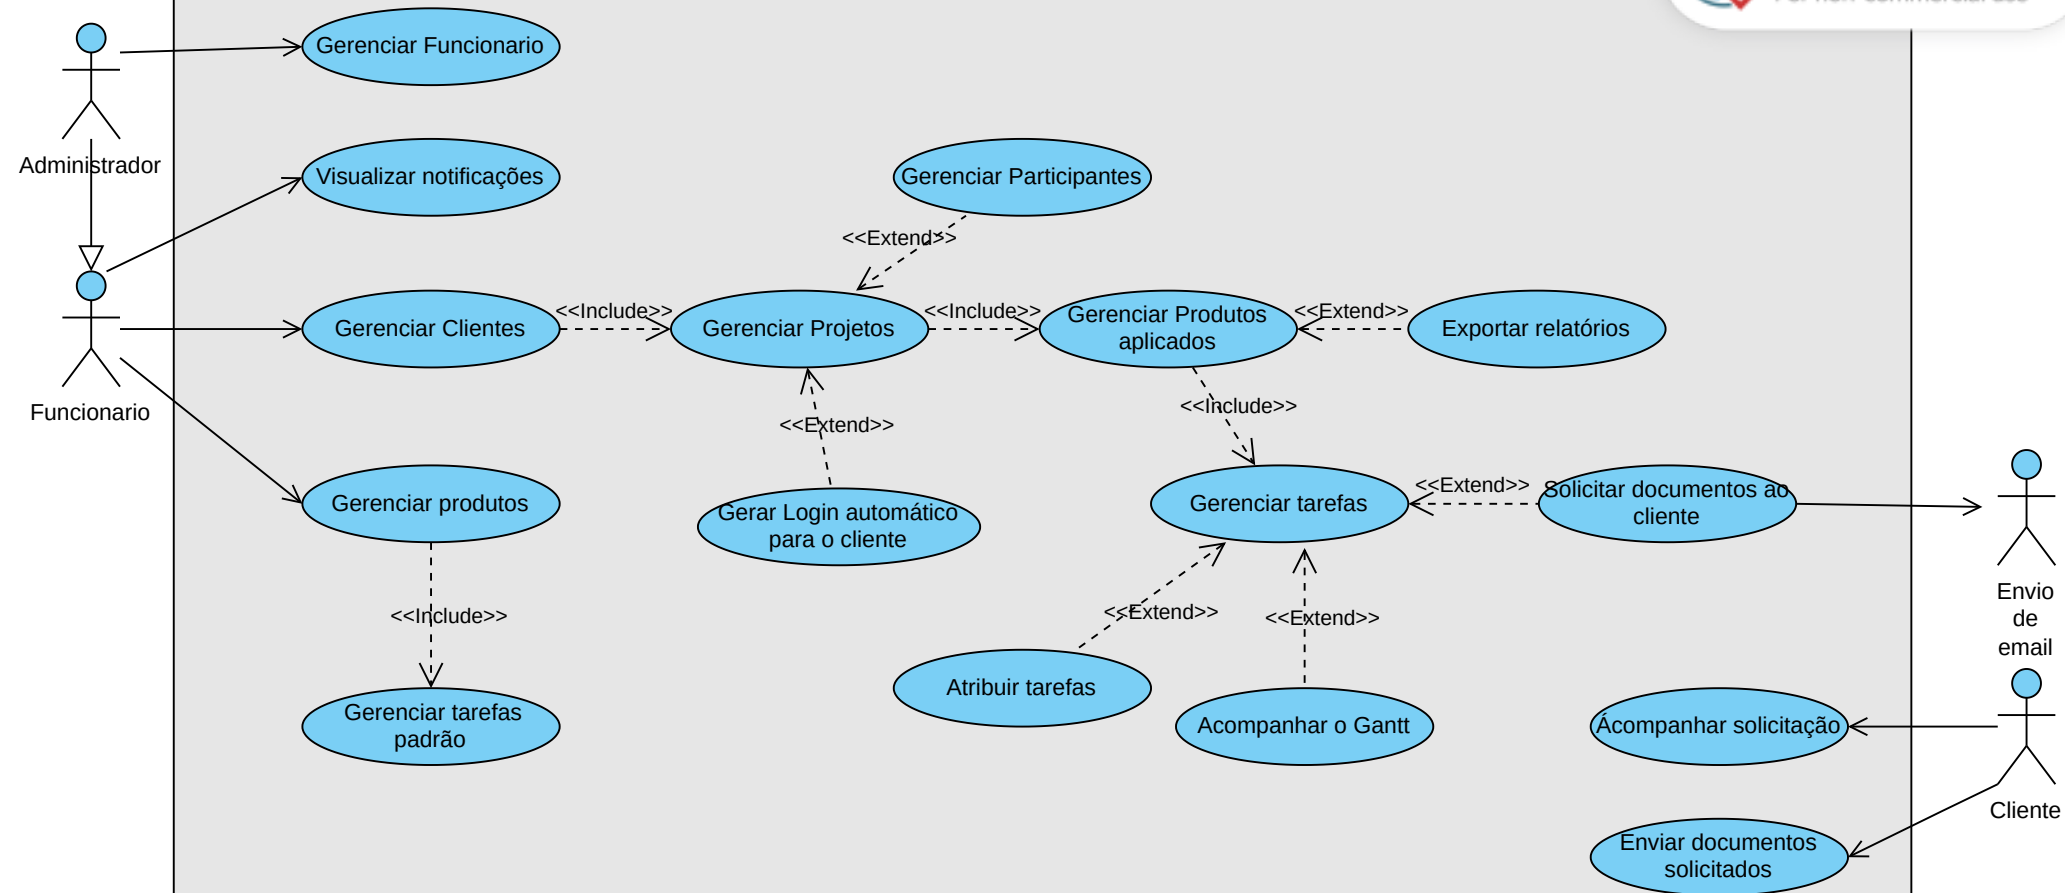 Gerenciar Funcionario
Administrador
Visualizar notificações
Gerenciar Participantes
<<Extend>>
<<Include>>
<<Include>>
<<Extend>>
Gerenciar Clientes
Gerenciar Projetos
Gerenciar Produtos
aplicados
Exportar relatórios
Funcionario
<<Extend>>
<<Include>>
Gerenciar produtos
Gerar Login automático
para o cliente
Gerenciar tarefas
<<Extend>>
Solicitar documentos ao
cliente
Envio
de
email
<<Include>>
<<Extend>>
<<Extend>>
Gerenciar tarefas
padrão
Atribuir tarefas
Acompanhar o Gantt
Ácompanhar solicitação
Cliente
Enviar documentos
solicitados